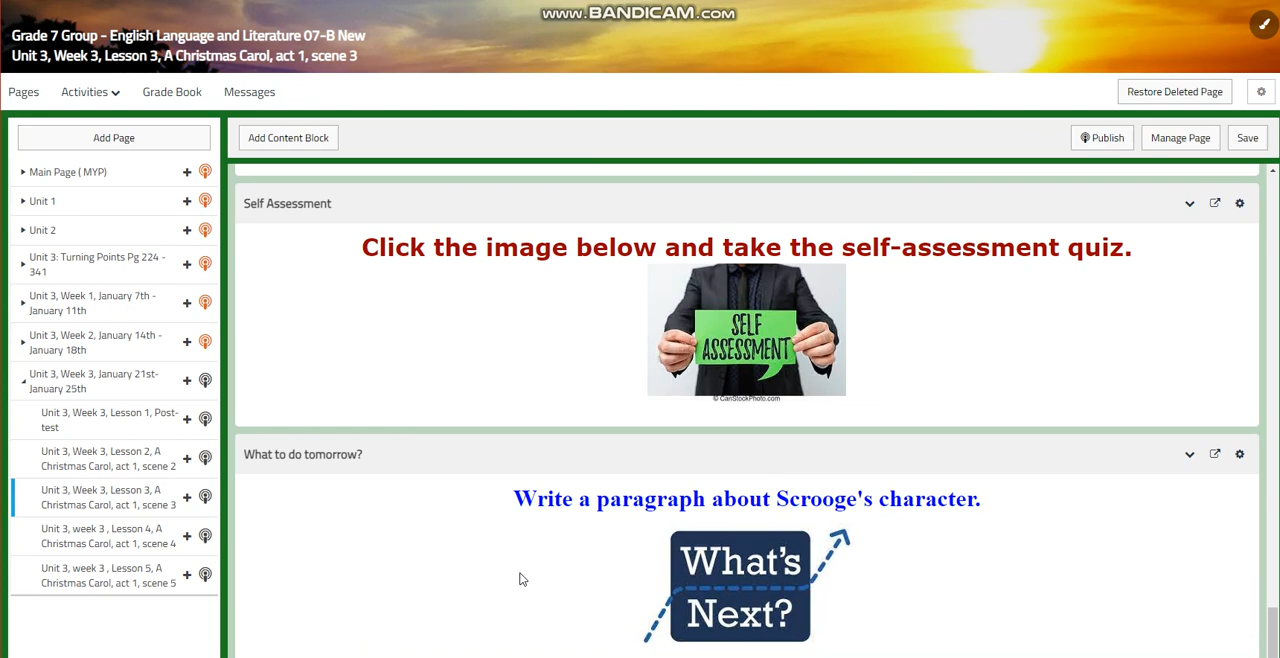 www.BANDICAM.com
Grade 7 Group - English Language and Literature 07-B New
Unit 3, Week 3, Lesson 3, A Christmas Carol, act 1, scene 3
Pages
Activities
Grade Book
Messages
Restore Deleted Page
Add Page
Add Content Block
Publish
Manage Page
Save
Main Page ( MYP)
Unit 1
Unit 2
Unit 3: Turning Points Pg 224 -
341
Unit 3, Week 1, January 7th -
January 11th
Unit 3, Week 2, January 14th -
January 18th
Unit 3, Week 3, January 21st-
January 25th
Unit 3, Week 3, Lesson 1, Post-
test
Unit 3, Week 3, Lesson 2, A
Christmas Carol, act 1, scene 2
Unit 3, Week 3, Lesson 3, A
Christmas Carol, act 1, scene 3
Unit 3, week 3 , Lesson 4, A
Christmas Carol, act 1, scene 4
Unit 3, week 3 , Lesson 5, A
Christmas Carol, act 1, scene 5
Self Assessment
Click the image below and take the self-assessment quiz.
SELF
ASSESSMENT
© CanStockPhoto.com
What to do tomorrow?
Write a paragraph about Scrooge's character.
What's
Next?